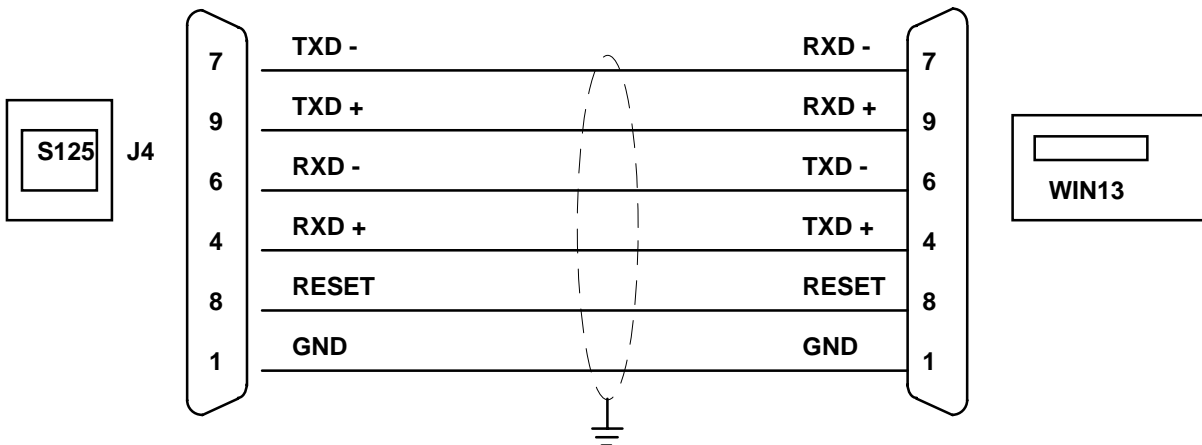 7 TXD - RXD - 7
9 TXD + RXD + 9
S125 J4
6 RXD - TXD - 6
WIN13
4 RXD + TXD + 4
8 RESET RESET 8
1 GND GND 1